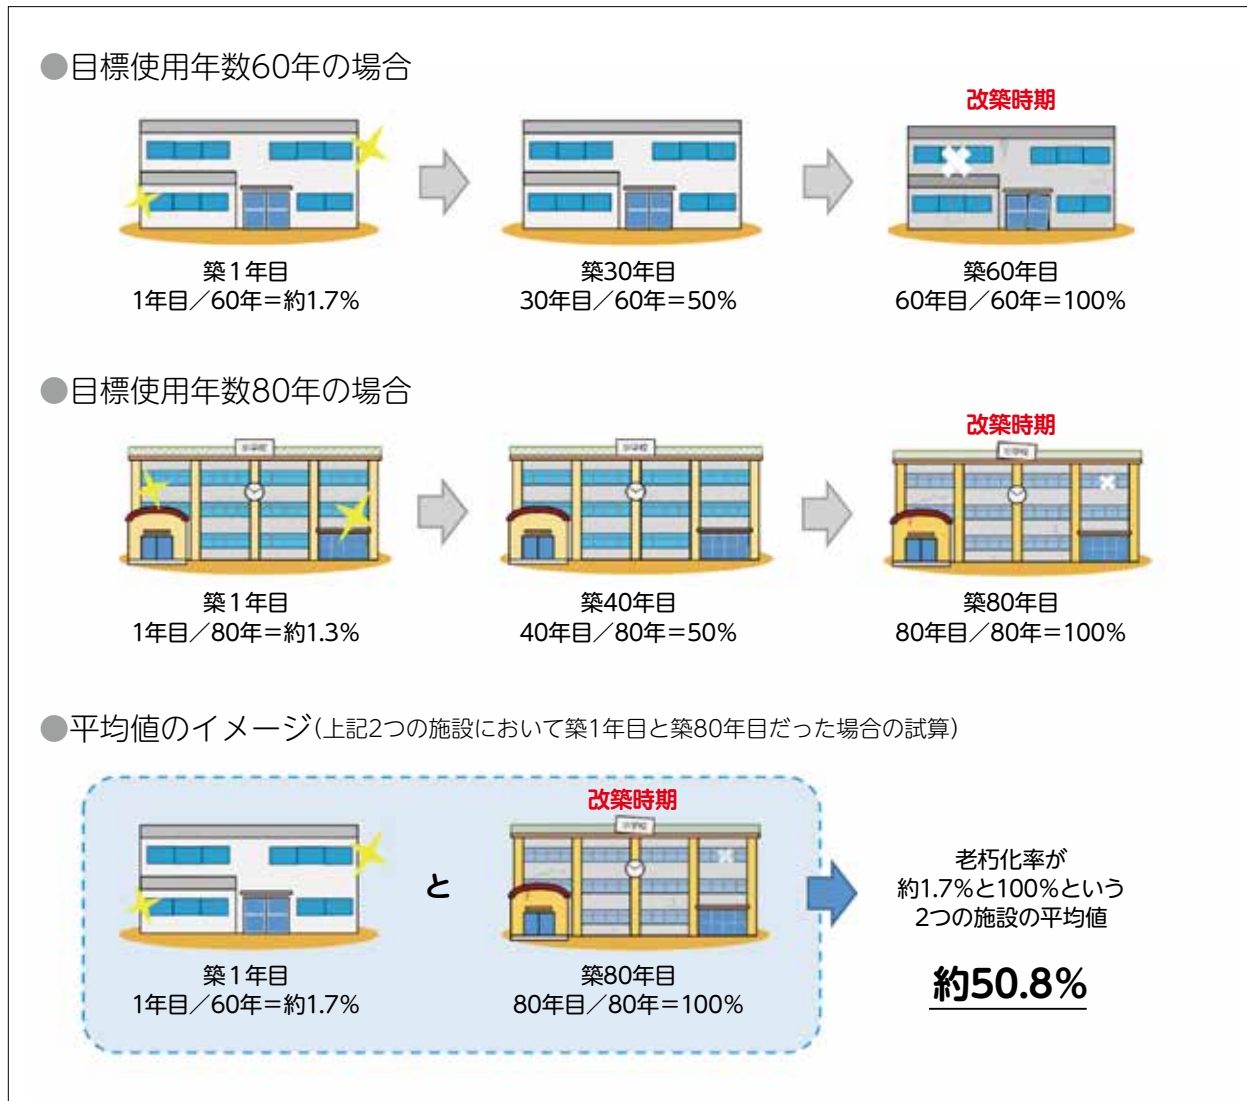 ●目標使用年数60年の場合
改築時期
築1年目
1年目／60年＝約1.7%
築30年目
30年目／60年＝50%
築60年目
60年目／60年＝100%
●目標使用年数80年の場合
改築時期
築1年目
1年目／80年＝約1.3%
築40年目
40年目／80年＝50%
築80年目
80年目／80年＝100%
●平均値のイメージ(上記2つの施設において築1年目と築80年目だった場合の試算)
改築時期
と
築1年目
1年目／60年＝約1.7%
築80年目
80年目／80年＝100%
老朽化率が
約1.7%と100%という
2つの施設の平均値
約50.8%